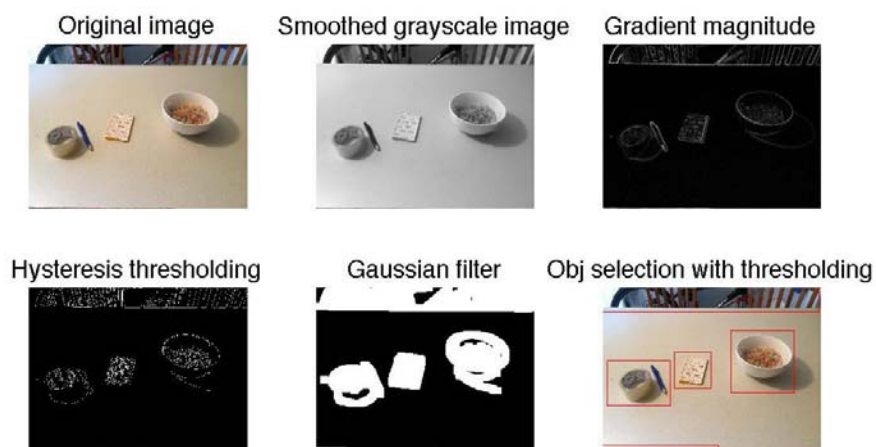 Original image
Smoothed grayscale image
Gradient magnitude
Hysteresis thresholding
Gaussian filter
Obj selection with thresholding